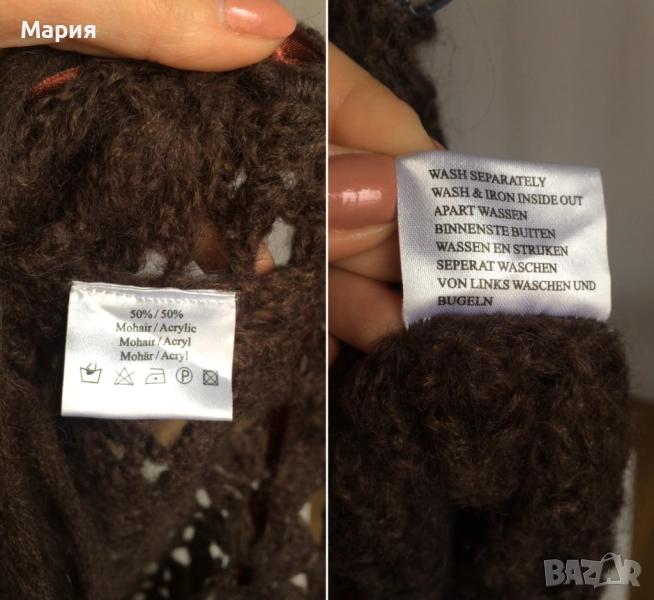 Мария
50% / 50%
Mohair / Acrylic
Mohair / Acryl
Mohär / Acryl
P
WASH SEPARATELY
WASH & IRON INSIDE OUT
APART WASSEN
BINNENSTE BUITEN
WASSEN EN STRIJKEN
SEPERAT WASCHEN
VON LINKS WASCHEN UND
BUGELN
BAZAR